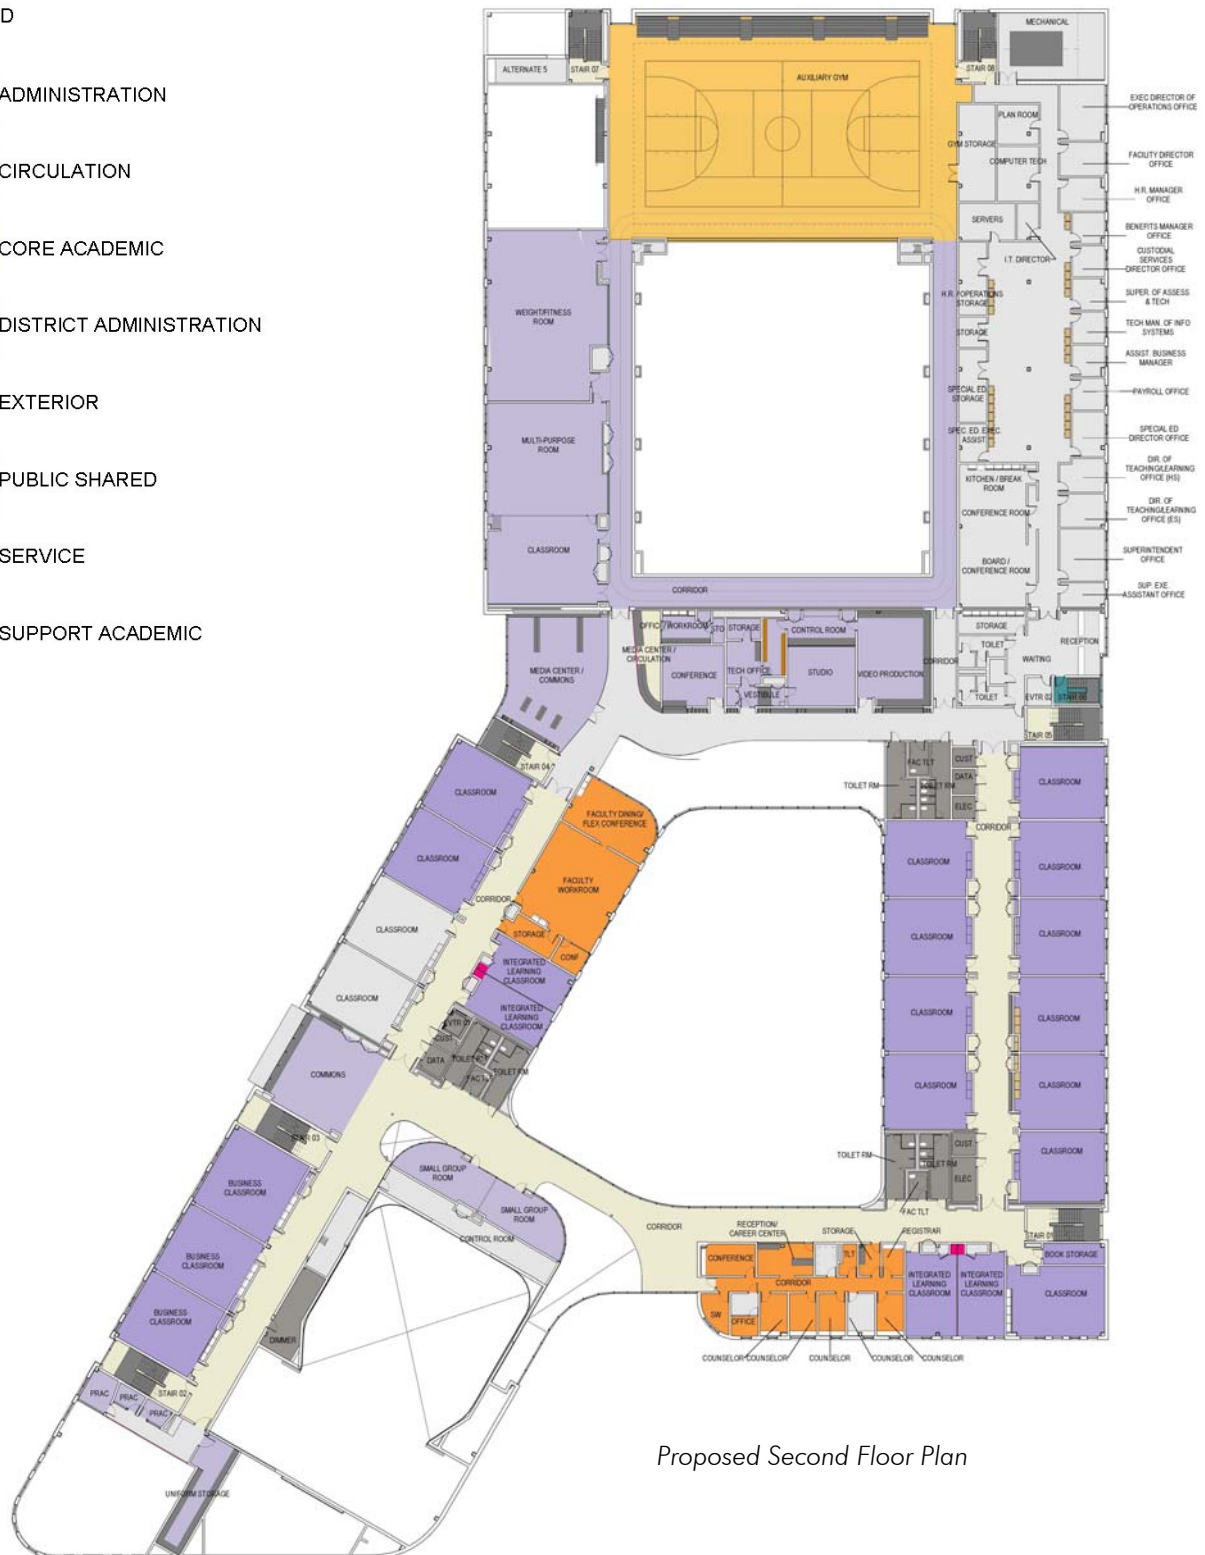 D
ADMINISTRATION
CIRCULATION
CORE ACADEMIC
DISTRICT ADMINISTRATION
EXTERIOR
PUBLIC SHARED
SERVICE
SUPPORT ACADEMIC
MECHANICAL
ALTERNATE 5
STAIR 07
AUXILIARY GYM
STAIR 08
EXEC DIRECTOR OF
OPERATIONS OFFICE
PLAN ROOM
GYM STORAGE
COMPUTER TECH
FACILITY DIRECTOR
OFFICE
H.R. MANAGER
OFFICE
SERVERS
BENEFITS MANAGER
OFFICE
I.T. DIRECTOR
CUSTODIAL
SERVICES
DIRECTOR OFFICE
WEIGHT/FITNESS
ROOM
H.R. / OPERATIONS
STORAGE
SUPER. OF ASSESS
& TECH
STORAGE
TECH MAN. OF INFO
SYSTEMS
ASSIST. BUSINESS
MANAGER
SPECIAL ED
STORAGE
PAYROLL OFFICE
MULTI-PURPOSE
ROOM
SPEC. ED. EXEC.
ASSIST
SPECIAL ED
DIRECTOR OFFICE
KITCHEN / BREAK
ROOM
DIR. OF
TEACHING/LEARNING
OFFICE (HS)
CONFERENCE ROOM
DIR. OF
TEACHING/LEARNING
OFFICE (ES)
CLASSROOM
BOARD /
CONFERENCE ROOM
SUPERINTENDENT
OFFICE
CORRIDOR
SUP. EXE.
ASSISTANT OFFICE
MEDIA CENTER /
COMMONS
MEDIA CENTER /
CIRCULATION
WORKROOM
STO
STORAGE
CONTROL ROOM
CONFERENCE
TECH OFFICE
VESTIBULE
STUDIO
VIDEO PRODUCTION
CORRIDOR
STORAGE
TOILET
TOILET
WAITING
RECEPTION
EVTR 02
STAIR 06
STAIR 05
STAIR 04
FAC TLT
TOILET RM
TOILET RM
CUST
DATA
ELEC
CORRIDOR
CLASSROOM
CLASSROOM
CLASSROOM
CLASSROOM
CLASSROOM
CLASSROOM
CLASSROOM
CLASSROOM
CLASSROOM
CLASSROOM
CLASSROOM
CLASSROOM
FACULTY DINING/
FLEX CONFERENCE
FACULTY
WORKROOM
CORRIDOR
STORAGE
CONF
CLASSROOM
CLASSROOM
INTEGRATED
LEARNING
CLASSROOM
INTEGRATED
LEARNING
CLASSROOM
EVTR 01
CUST
DATA
TOILET RM
FAC TLT
TOILET RM
COMMONS
STAIR 03
BUSINESS
CLASSROOM
BUSINESS
CLASSROOM
BUSINESS
CLASSROOM
SMALL GROUP
ROOM
SMALL GROUP
ROOM
CONTROL ROOM
DIMMER
STAIR 02
PRAC
PRAC
PRAC
UNIFORM STORAGE
TOILET RM
TOILET RM
CUST
ELEC
FAC TLT
CORRIDOR
RECEPTION/
CAREER CENTER
STORAGE
REGISTRAR
STAIR 01
CONFERENCE
TLT
CORRIDOR
SW
OFFICE
INTEGRATED
LEARNING
CLASSROOM
INTEGRATED
LEARNING
CLASSROOM
BOOK STORAGE
CLASSROOM
COUNSELOR
COUNSELOR
COUNSELOR
COUNSELOR
COUNSELOR
Proposed Second Floor Plan